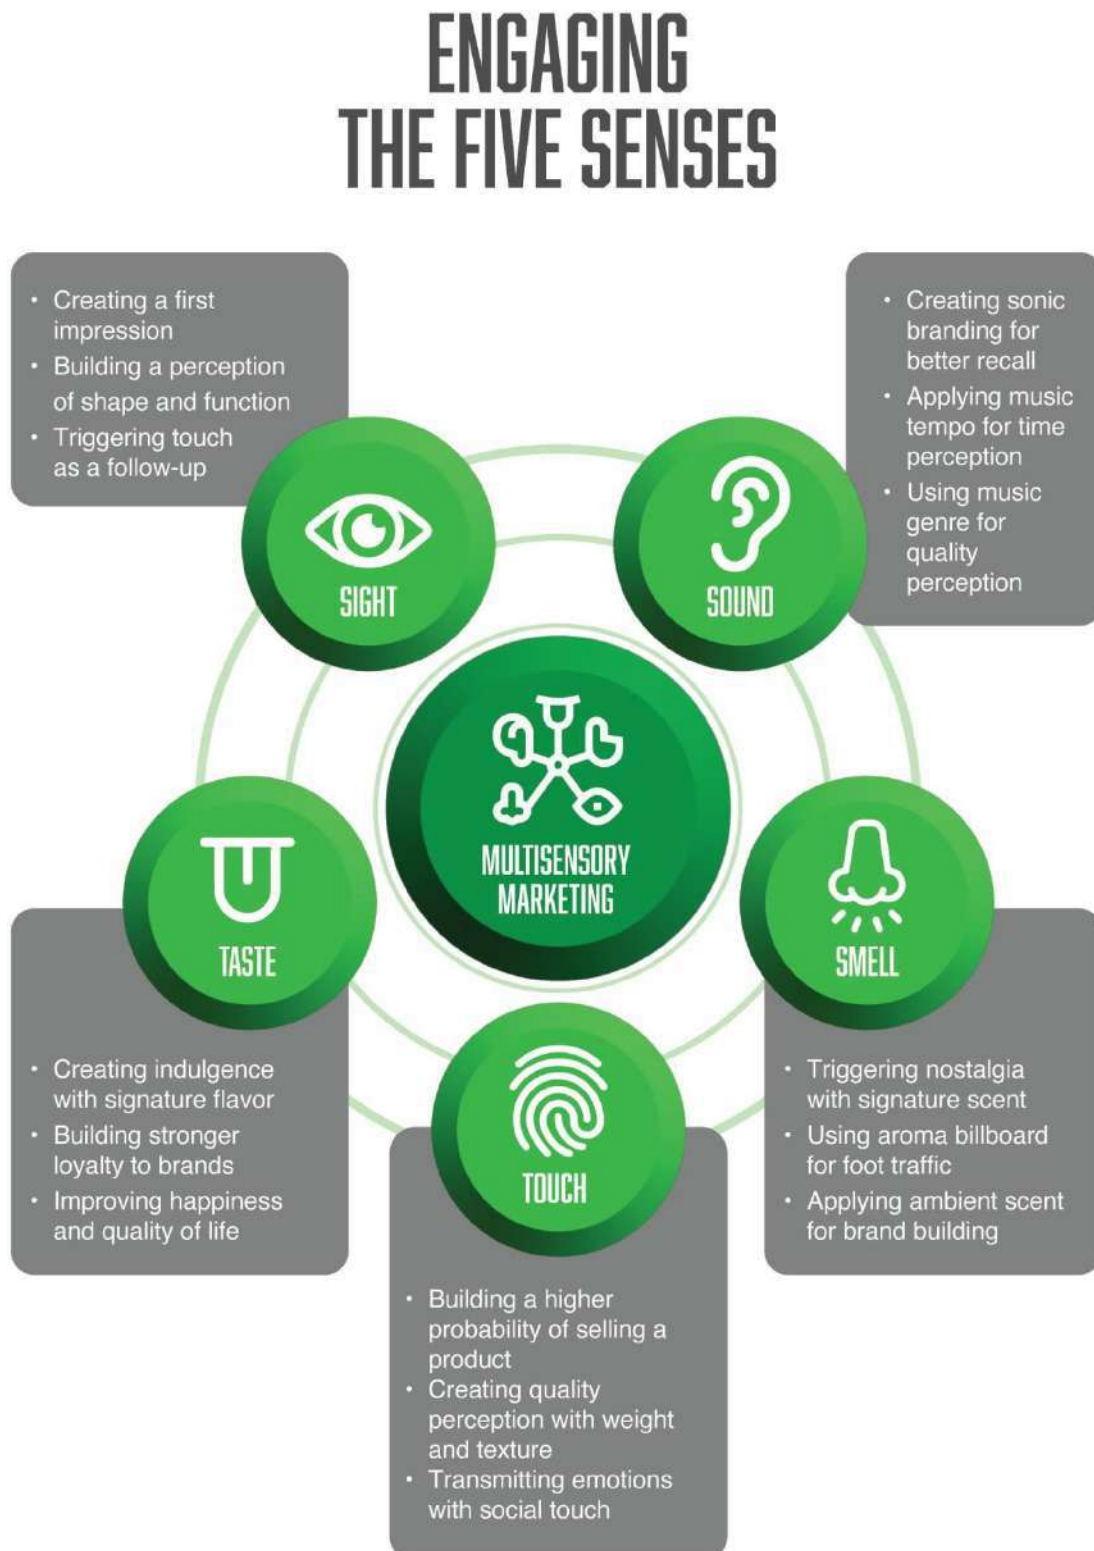 ENGAGING
THE FIVE SENSES
• Creating a first
impression
• Building a perception
of shape and function
• Triggering touch
as a follow-up
SIGHT
• Creating sonic
branding for
better recall
• Applying music
tempo for time
perception
• Using music
genre for
quality
perception
SOUND
MULTISENSORY
MARKETING
TASTE
• Creating indulgence
with signature flavor
• Building stronger
loyalty to brands
• Improving happiness
and quality of life
SMELL
• Triggering nostalgia
with signature scent
• Using aroma billboard
for foot traffic
• Applying ambient scent
for brand building
TOUCH
• Building a higher
probability of selling a
product
• Creating quality
perception with weight
and texture
• Transmitting emotions
with social touch